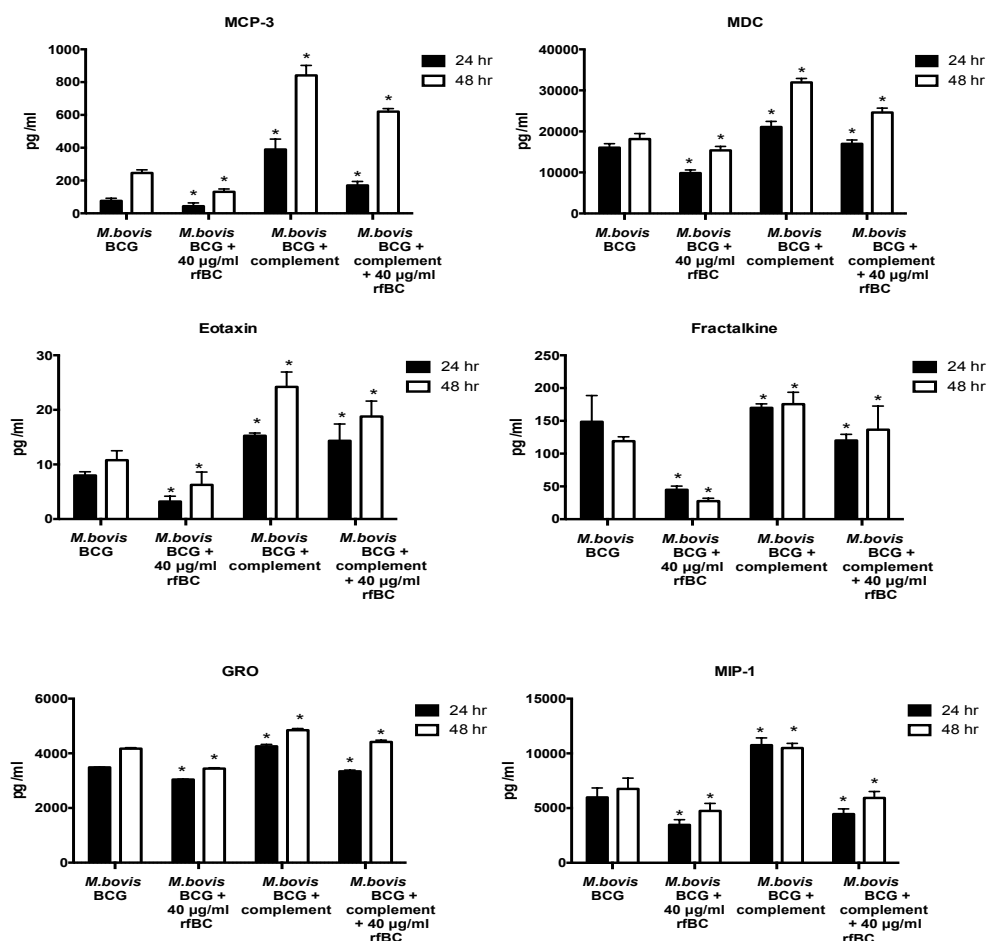 MCP-3
1000
800
600
400
200
0
pg/ml
* * * * * *
24 hr
48 hr
M.bovis BCG
M.bovis BCG + 40 µg/ml rfBC
M.bovis BCG + complement
M.bovis BCG + complement + 40 µg/ml rfBC
MDC
40000
30000
20000
10000
0
pg/ml
* * * * * *
24 hr
48 hr
M.bovis BCG
M.bovis BCG + 40 µg/ml rfBC
M.bovis BCG + complement
M.bovis BCG + complement + 40 µg/ml rfBC
Eotaxin
30
20
10
0
pg/ml
* * * * * *
24 hr
48 hr
M.bovis BCG
M.bovis BCG + 40 µg/ml rfBC
M.bovis BCG + complement
M.bovis BCG + complement + 40 µg/ml rfBC
Fractalkine
250
200
150
100
50
0
pg/ml
* * * * * *
24 hr
48 hr
M.bovis BCG
M.bovis BCG + 40 µg/ml rfBC
M.bovis BCG + complement
M.bovis BCG + complement + 40 µg/ml rfBC
GRO
6000
4000
2000
0
pg/ml
* * * * * *
24 hr
48 hr
M.bovis BCG
M.bovis BCG + 40 µg/ml rfBC
M.bovis BCG + complement
M.bovis BCG + complement + 40 µg/ml rfBC
MIP-1
15000
10000
5000
0
pg/ml
* * * * * *
24 hr
48 hr
M.bovis BCG
M.bovis BCG + 40 µg/ml rfBC
M.bovis BCG + complement
M.bovis BCG + complement + 40 µg/ml rfBC